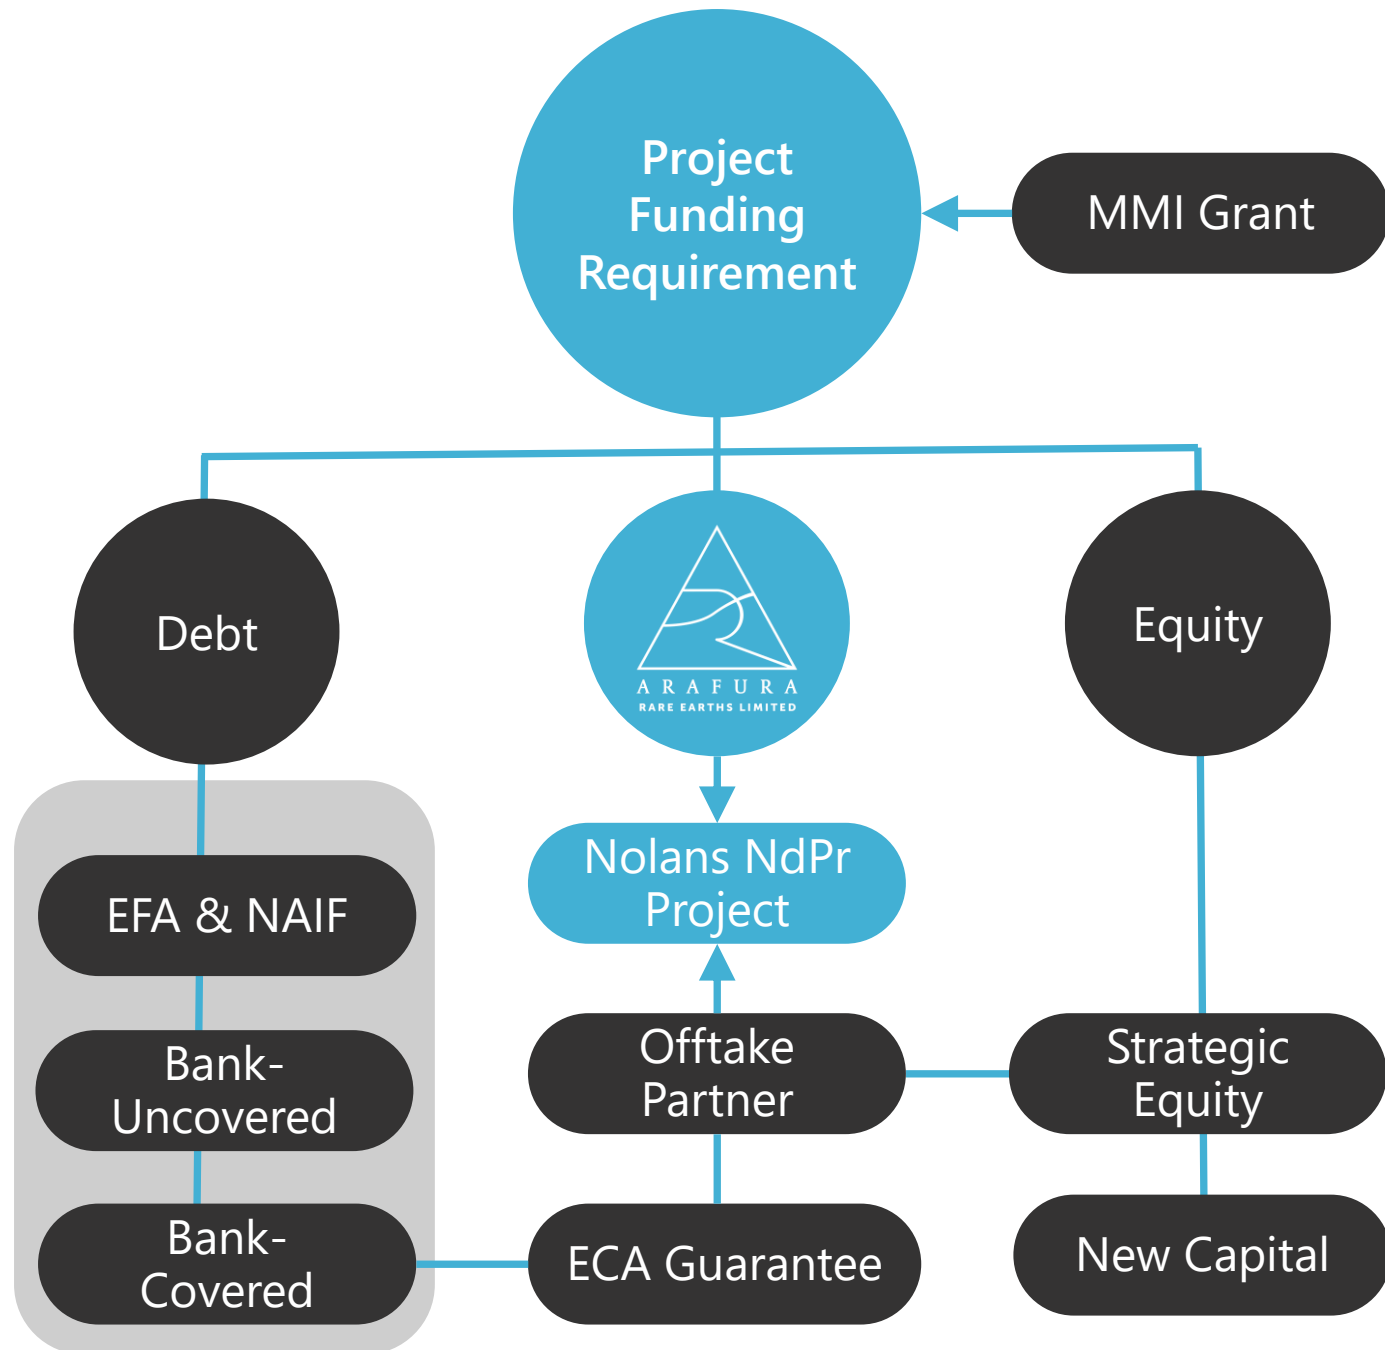 Project
Funding
Requirement
MMI Grant
Debt
ARAFURA
RARE EARTHS LIMITED
Equity
Nolans NdPr
Project
EFA & NAIF
Offtake
Partner
Strategic
Equity
Bank-
Uncovered
Bank-
Covered
ECA Guarantee
New Capital